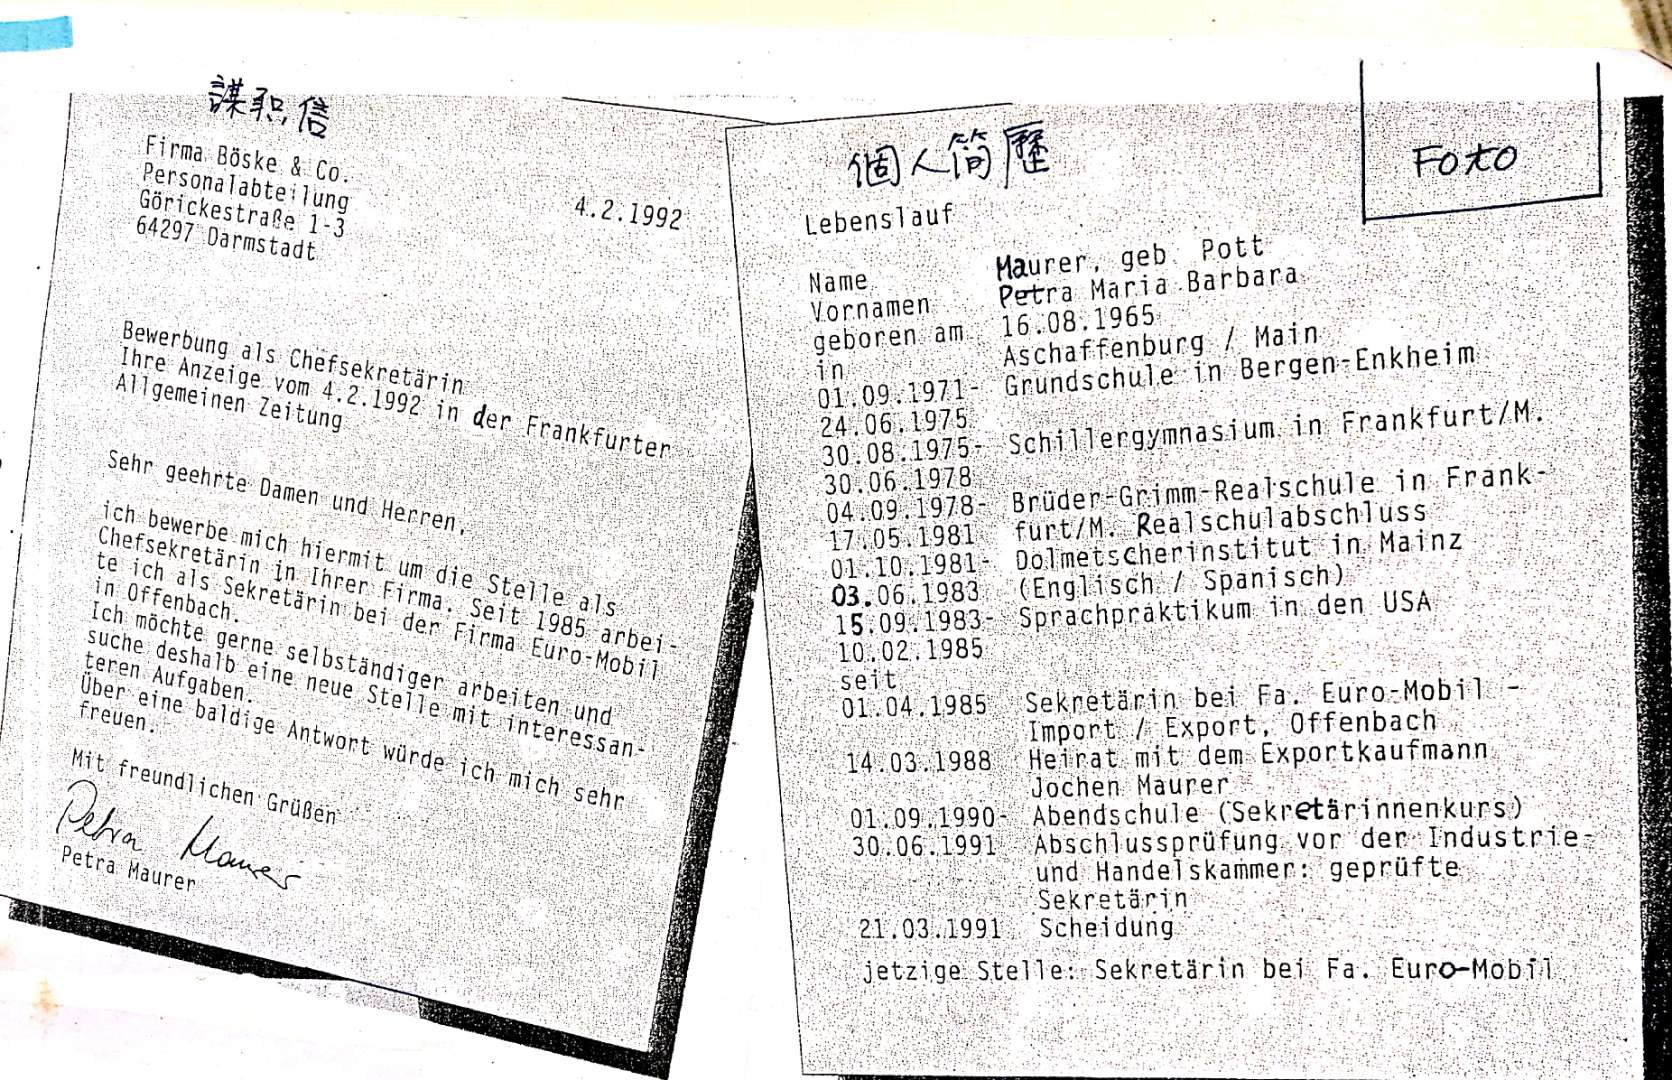 謀职信
Firma Böske & Co.
Personalabteilung
Görickestraße 1-3
64297 Darmstadt
4.2.1992
Bewerbung als Chefsekretärin
Ihre Anzeige vom 4.2.1992 in der Frankfurter
Allgemeinen Zeitung
Sehr geehrte Damen und Herren,
ich bewerbe mich hiermit um die Stelle als
Chefsekretärin in Ihrer Firma. Seit 1985 arbei-
te ich als Sekretärin bei der Firma Euro-Mobil
in Offenbach.
Ich möchte gerne selbständiger arbeiten und
suche deshalb eine neue Stelle mit interessan-
teren Aufgaben.
Über eine baldige Antwort würde ich mich sehr
freuen.
Mit freundlichen Grüßen
Petra Maurer
Petra Maurer
個人简歷
Foto
Lebenslauf
Name Maurer, geb. Pott
Vornamen Petra Maria Barbara
geboren am 16.08.1965
in Aschaffenburg / Main
01.09.1971- Grundschule in Bergen-Enkheim
24.06.1975
30.08.1975- Schillergymnasium in Frankfurt/M.
30.06.1978
04.09.1978- Brüder-Grimm-Realschule in Frank-
17.05.1981 furt/M. Realschulabschluss
01.10.1981- Dolmetscherinstitut in Mainz
03.06.1983 (Englisch / Spanisch)
15.09.1983- Sprachpraktikum in den USA
10.02.1985
seit
01.04.1985 Sekretärin bei Fa. Euro-Mobil -
Import / Export, Offenbach
14.03.1988 Heirat mit dem Exportkaufmann
Jochen Maurer
01.09.1990- Abendschule (Sekretärinnenkurs)
30.06.1991 Abschlussprüfung vor der Industrie-
und Handelskammer: geprüfte
Sekretärin
21.03.1991 Scheidung
jetzige Stelle: Sekretärin bei Fa. Euro-Mobil